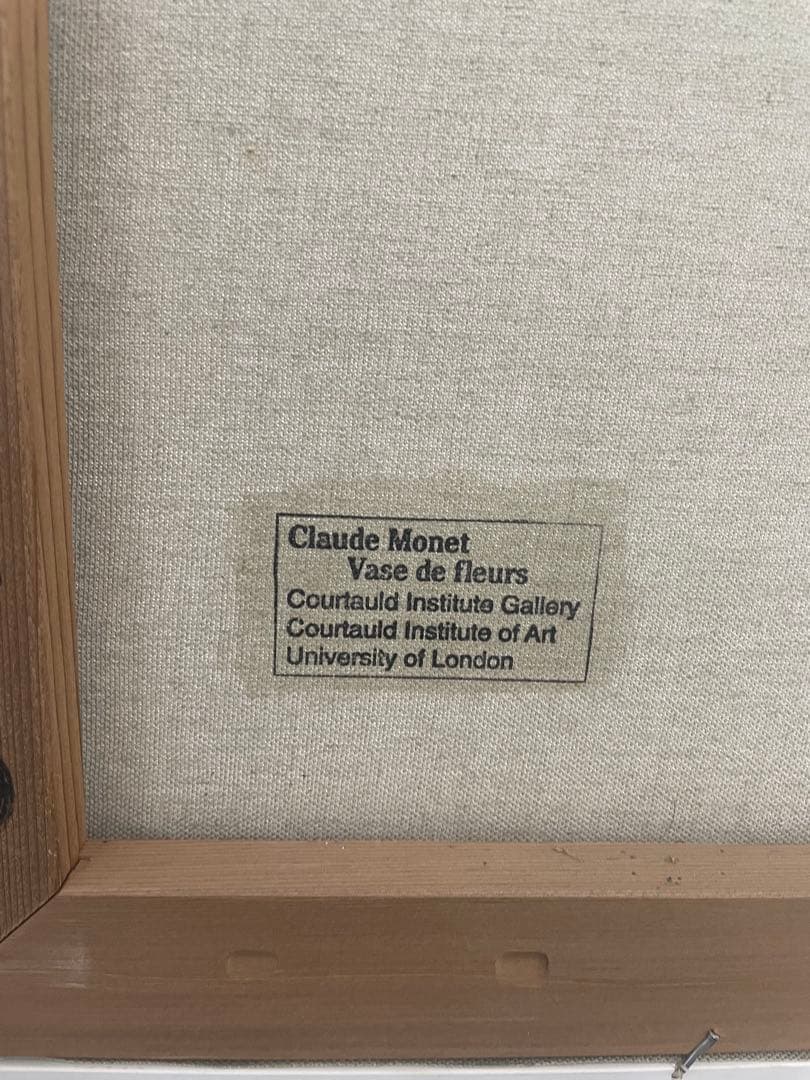 Claude Monet
Vase de fleurs
Courtauld Institute Gallery
Courtauld Institute of Art
University of London